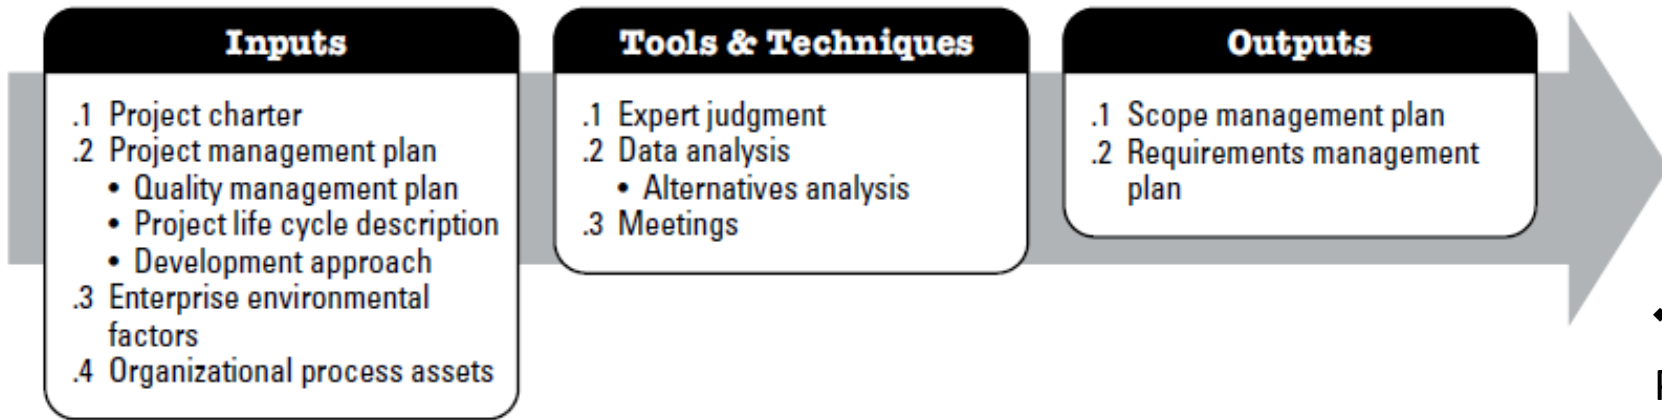 Inputs
.1 Project charter
.2 Project management plan
• Quality management plan
• Project life cycle description
• Development approach
.3 Enterprise environmental
factors
.4 Organizational process assets
Tools & Techniques
.1 Expert judgment
.2 Data analysis
• Alternatives analysis
.3 Meetings
Outputs
.1 Scope management plan
.2 Requirements management
plan